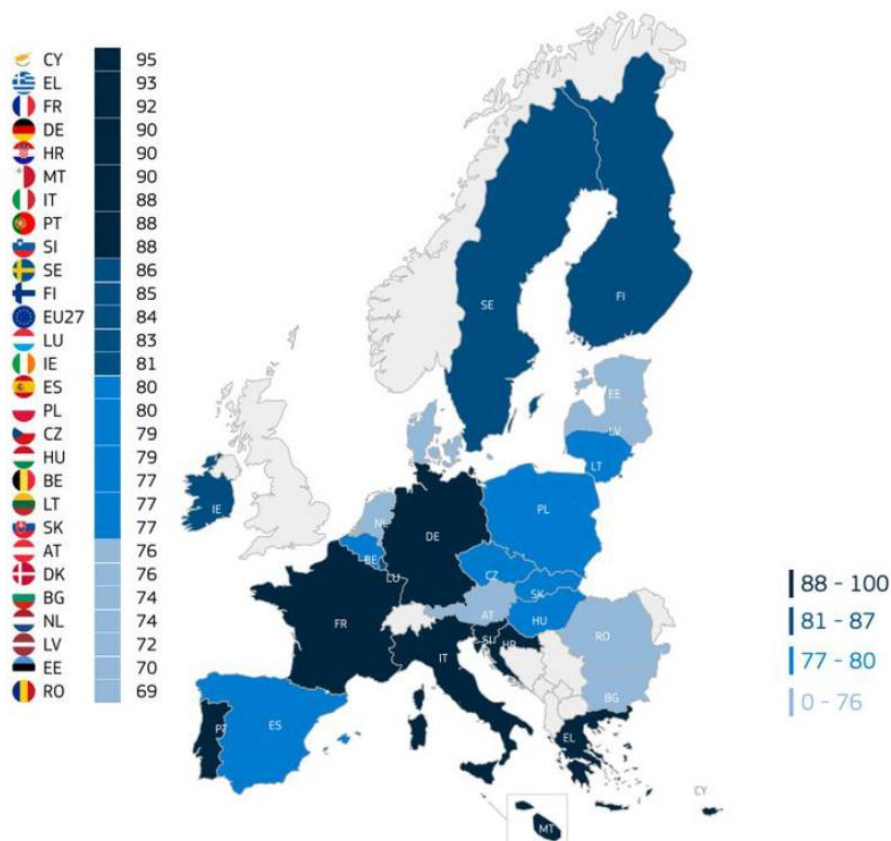 CY 95
EL 93
FR 92
DE 90
HR 90
MT 90
IT 88
PT 88
SI 88
SE 86
FI 85
EU27 84
LU 83
IE 81
ES 80
PL 80
CZ 79
HU 79
BE 77
LT 77
SK 77
AT 76
DK 76
BG 74
NL 74
LV 72
EE 70
RO 69
SE
FI
EE
LV
LT
IE
NL
DE
PL
BE
LU
CZ
SK
FR
AT
HU
RO
SI
HR
IT
BG
PT
ES
EL
CY
MT
88 - 100
81 - 87
77 - 80
0 - 76